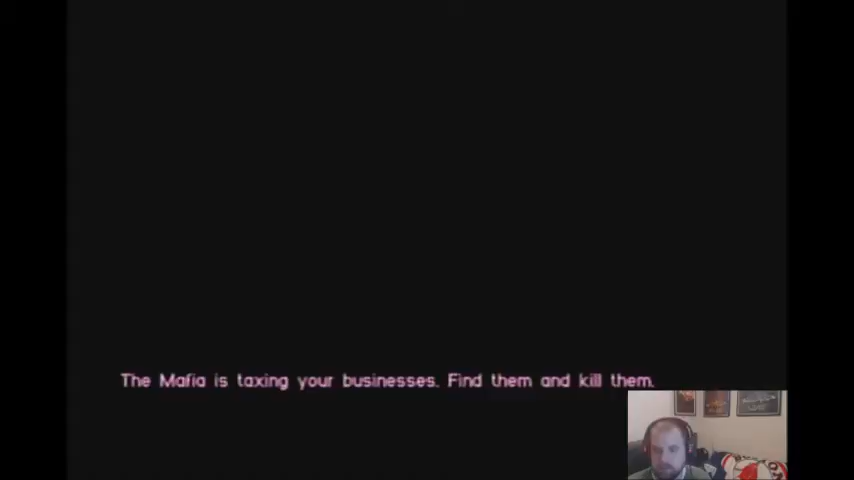 The Mafia is taxing your businesses. Find them and kill them.